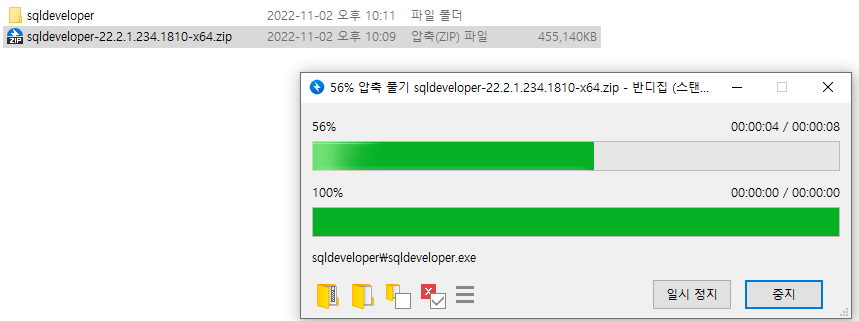 sqldeveloper 2022-11-02 오후 10:11 파일 폴더
ZIP sqldeveloper-22.2.1.234.1810-x64.zip 2022-11-02 오후 10:09 압축(ZIP) 파일 455,140KB
56% 압축 풀기 sqldeveloper-22.2.1.234.1810-x64.zip - 반디집 (스탠...
56% 00:00:04 / 00:00:08
100% 00:00:00 / 00:00:00
sqldeveloper₩sqldeveloper.exe
일시 정지 중지